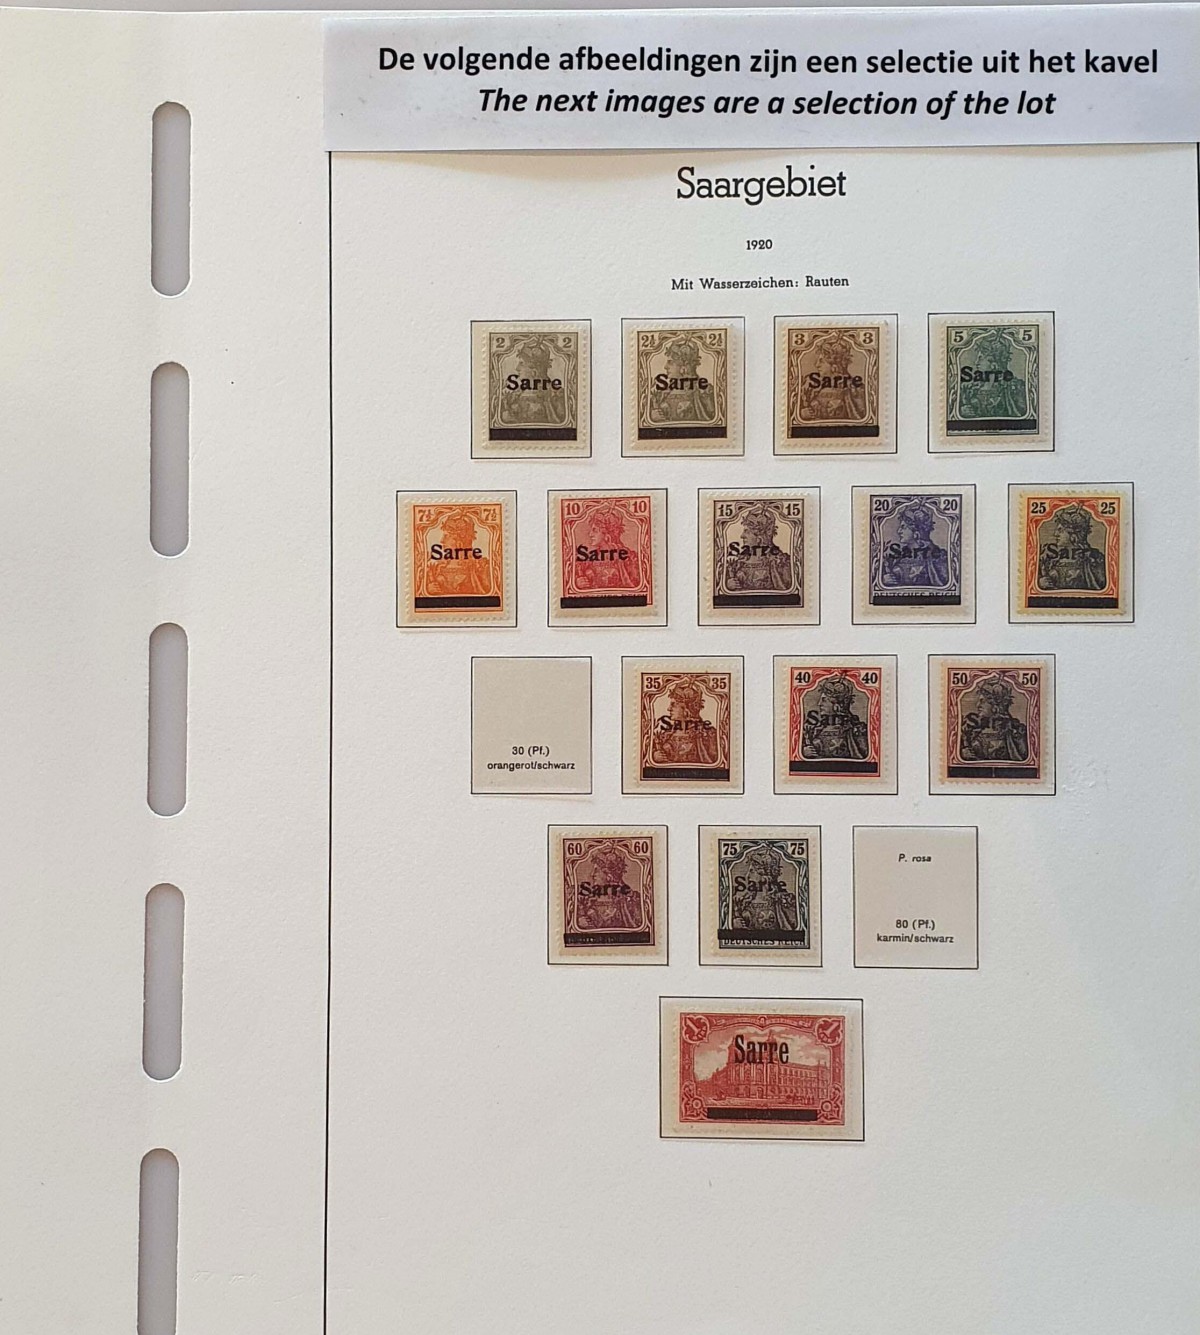 De volgende afbeeldingen zijn een selectie uit het kavel
The next images are a selection of the lot
Saargebiet
1920
Mit Wasserzeichen: Rauten
2 2
Sarre
2½ 2½
Sarre
3 3
Sarre
5 5
Sarre
7½ 7½
Sarre
10 10
Sarre
15 15
Sarre
20 20
Sarre
25 25
Sarre
30 (Pf.)
orangerot/schwarz
35 35
Sarre
40 40
Sarre
50 50
Sarre
60 60
Sarre
75 75
Sarre
DEUTSCHES REICH
P. rosa
80 (Pf.)
karmin/schwarz
1 1
Sarre